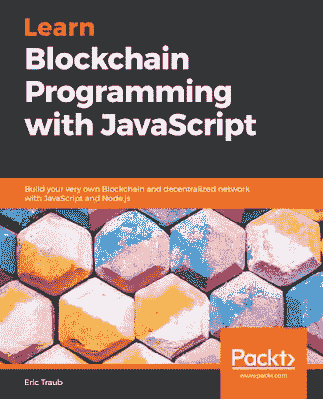 Learn
Blockchain
Programming
with JavaScript
Build your very own Blockchain and decentralized network
with JavaScript and Node.js
Eric Traub
Packt>
www.packt.com